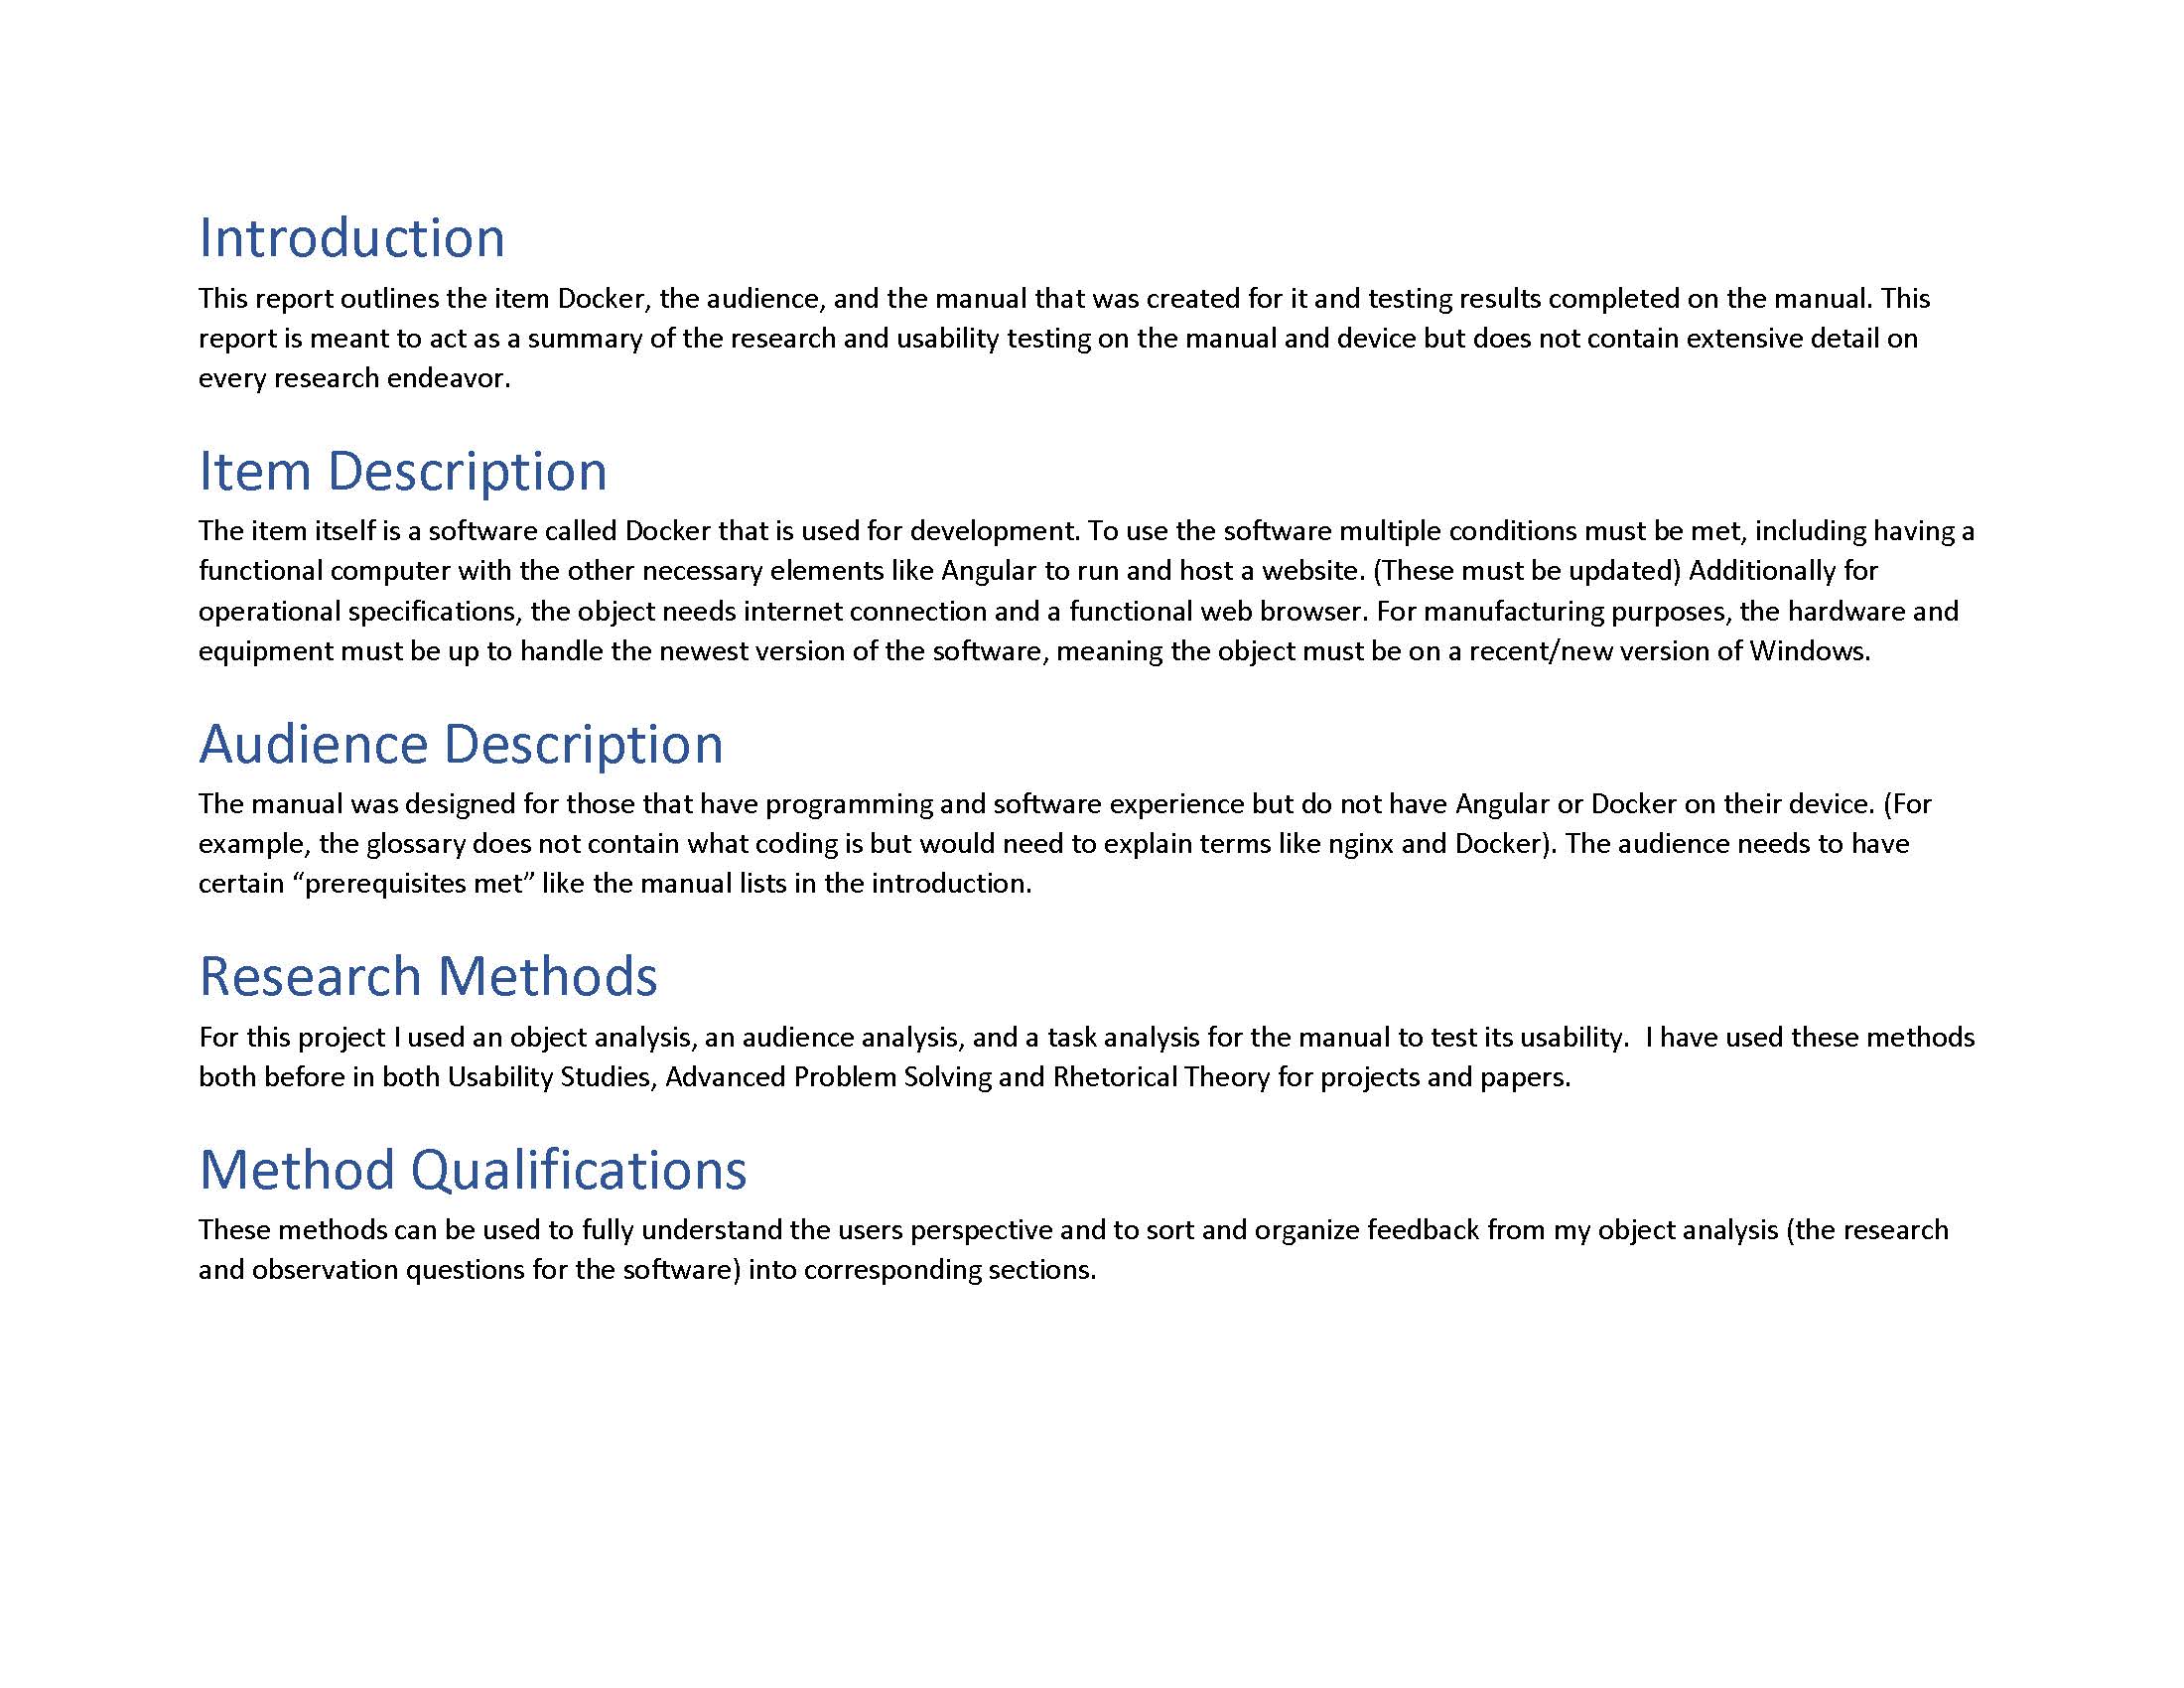 Introduction
This report outlines the item Docker, the audience, and the manual that was created for it and testing results completed on the manual. This
report is meant to act as a summary of the research and usability testing on the manual and device but does not contain extensive detail on
every research endeavor.
Item Description
The item itself is a software called Docker that is used for development. To use the software multiple conditions must be met, including having a
functional computer with the other necessary elements like Angular to run and host a website. (These must be updated) Additionally for
operational specifications, the object needs internet connection and a functional web browser. For manufacturing purposes, the hardware and
equipment must be up to handle the newest version of the software, meaning the object must be on a recent/new version of Windows.
Audience Description
The manual was designed for those that have programming and software experience but do not have Angular or Docker on their device. (For
example, the glossary does not contain what coding is but would need to explain terms like nginx and Docker). The audience needs to have
certain “prerequisites met” like the manual lists in the introduction.
Research Methods
For this project I used an object analysis, an audience analysis, and a task analysis for the manual to test its usability.  I have used these methods
both before in both Usability Studies, Advanced Problem Solving and Rhetorical Theory for projects and papers.
Method Qualifications
These methods can be used to fully understand the users perspective and to sort and organize feedback from my object analysis (the research
and observation questions for the software) into corresponding sections.